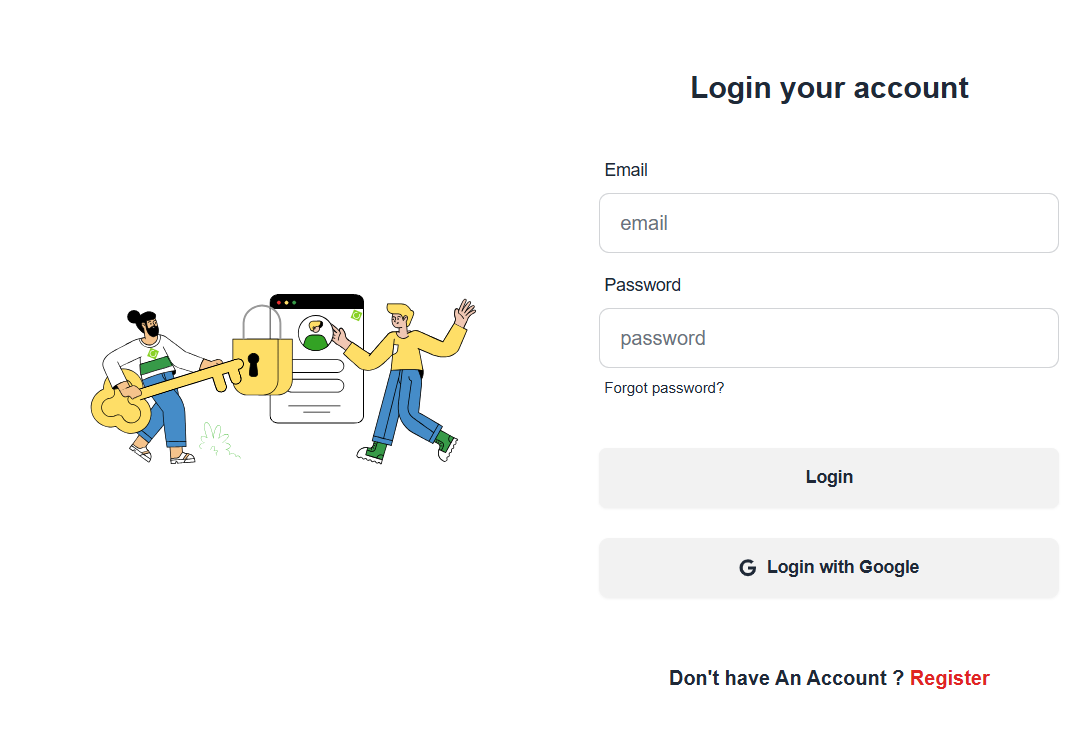 Login your account
Email
email
Password
password
Forgot password?
Login
Login with Google
Don't have An Account ? Register